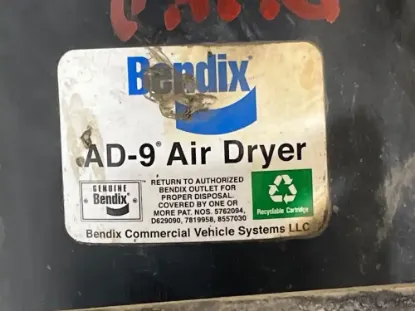 Bendix
AD-9® Air Dryer
GENUINE
Bendix
RETURN TO AUTHORIZED
BENDIX OUTLET FOR
PROPER DISPOSAL.
COVERED BY ONE OR
MORE PAT. NOS. 5762094,
D629090, 7819958, 8557030
Recyclable Cartridge
Bendix Commercial Vehicle Systems LLC